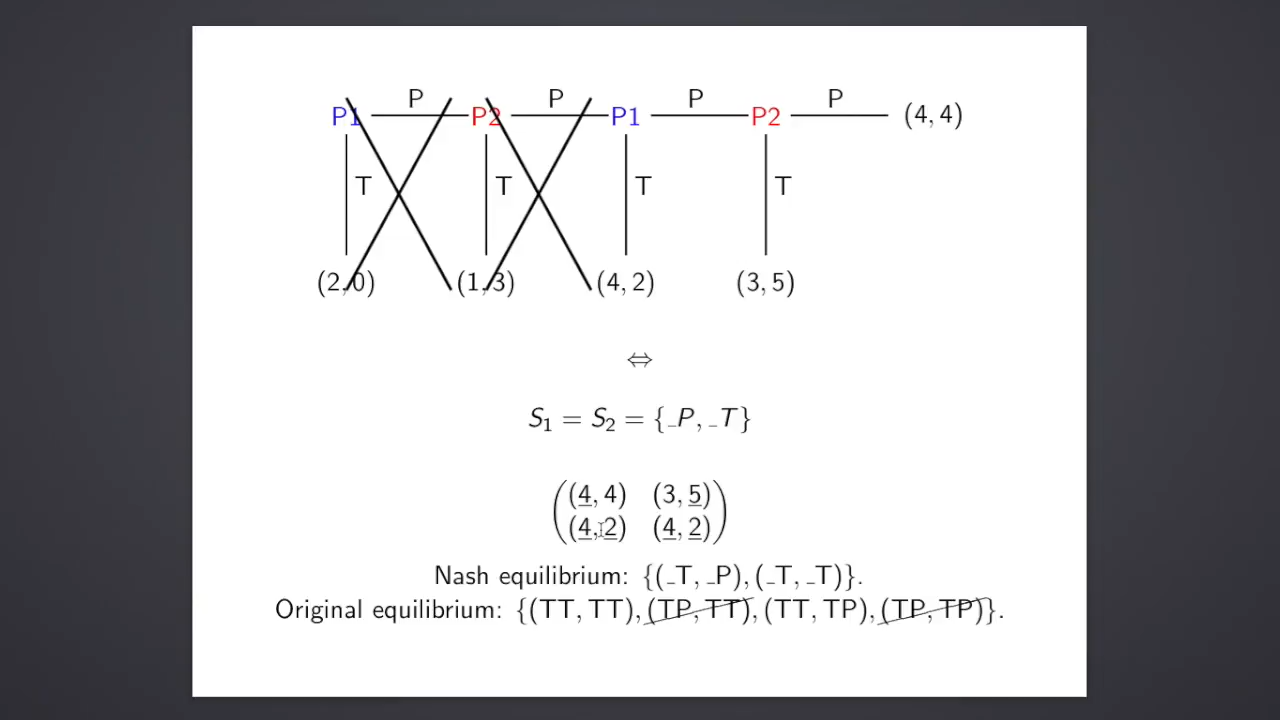 P P P P
P1 P2 P1 P2 (4, 4)
T T T T
(2, 0) (1, 3) (4, 2) (3, 5)
⇔
S₁ = S₂ = {_P, _T}
(4, 4) (3, 5)
(4, 2) (4, 2)
Nash equilibrium: {(_T, _P), (_T, _T)}.
Original equilibrium: {(TT, TT), (TP, TT), (TT, TP), (TP, TP)}.